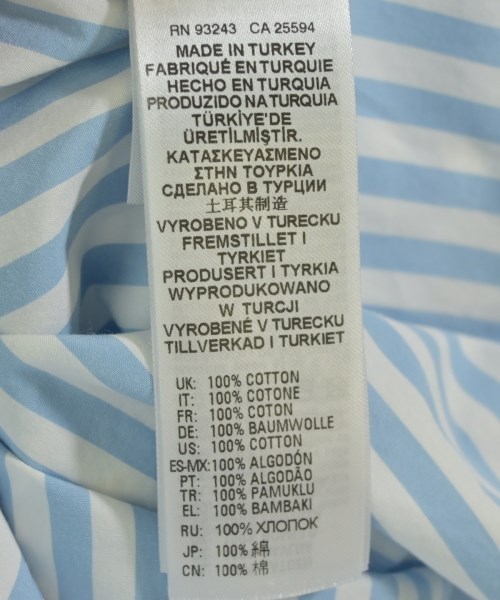 RN 93243 CA 25594
MADE IN TURKEY
FABRIQUÉ EN TURQUIE
HECHO EN TURQUIA
PRODUZIDO NA TURQUIA
TÜRKİYE'DE
ÜRETİLMİŞTİR.
ΚΑΤΑΣΚΕΥΑΣΜΕΝΟ
ΣΤΗΝ ΤΟΥΡΚΙΑ
СДЕЛАНО В ТУРЦИИ
土耳其制造
VYROBENO V TURECKU
FREMSTILLET I
TYRKIET
PRODUSERT I TYRKIA
WYPRODUKOWANO
W TURCJI
VYROBENÉ V TURECKU
TILLVERKAD I TURKIET
UK: 100% COTTON
IT: 100% COTONE
FR: 100% COTON
DE: 100% BAUMWOLLE
US: 100% COTTON
ES-MX:100% ALGODÓN
PT: 100% ALGODÃO
TR: 100% PAMUKLU
EL: 100% BAMBAKI
RU: 100% ХЛОПОК
JP: 100% 綿
CN: 100% 棉